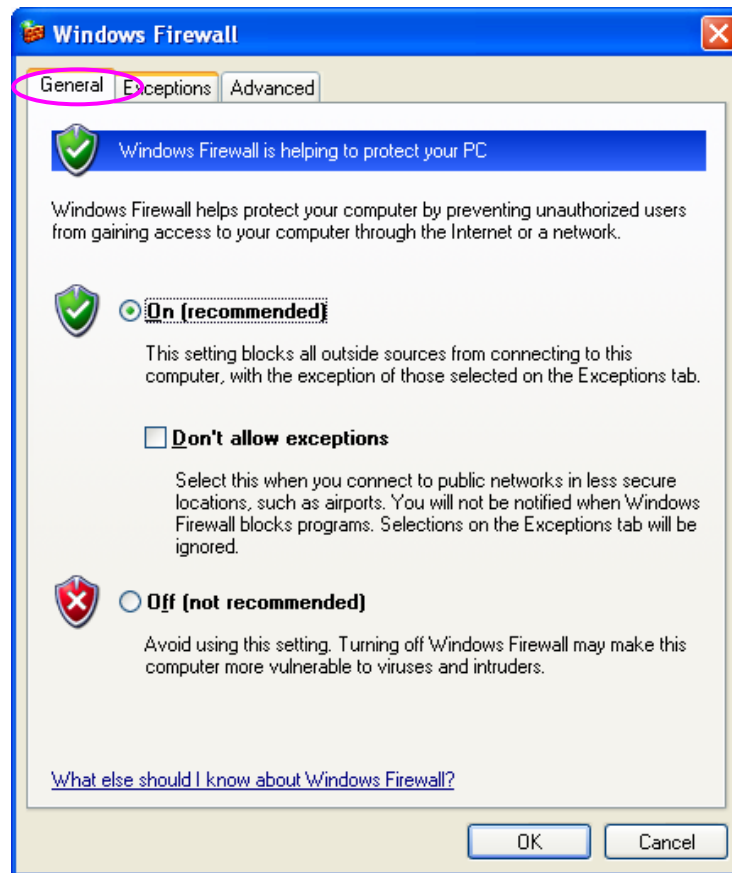 Windows Firewall
General Exceptions Advanced
Windows Firewall is helping to protect your PC
Windows Firewall helps protect your computer by preventing unauthorized users
from gaining access to your computer through the Internet or a network.
On (recommended)
This setting blocks all outside sources from connecting to this
computer, with the exception of those selected on the Exceptions tab.
Don't allow exceptions
Select this when you connect to public networks in less secure
locations, such as airports. You will not be notified when Windows
Firewall blocks programs. Selections on the Exceptions tab will be
ignored.
Off (not recommended)
Avoid using this setting. Turning off Windows Firewall may make this
computer more vulnerable to viruses and intruders.
What else should I know about Windows Firewall?
OK Cancel